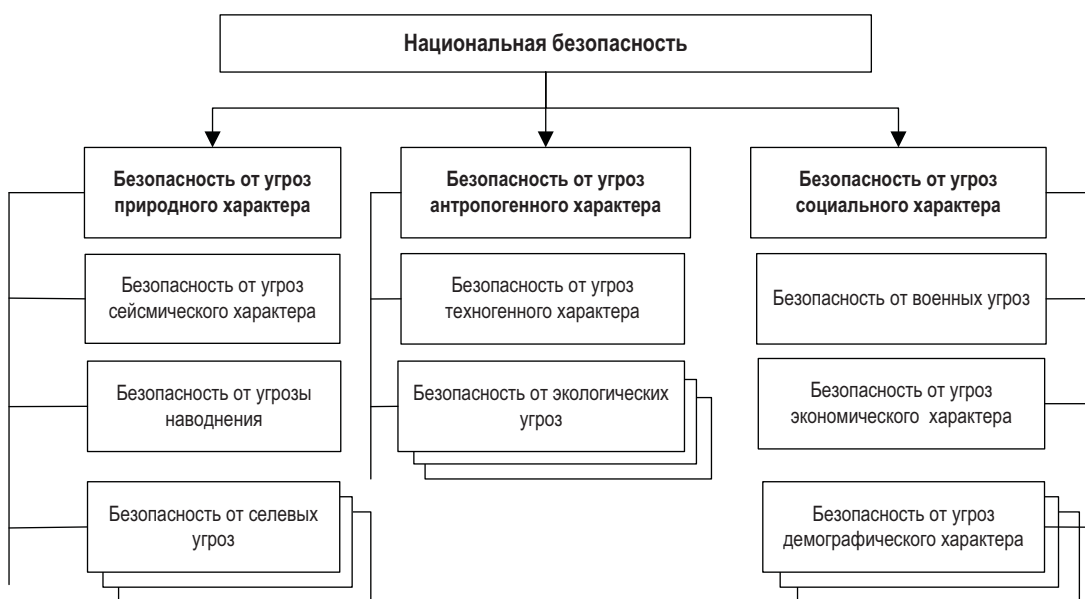 Национальная безопасность
Безопасность от угроз
природного характера
Безопасность от угроз
сейсмического характера
Безопасность от угрозы
наводнения
Безопасность от селевых
угроз
Безопасность от угроз
антропогенного характера
Безопасность от угроз
техногенного характера
Безопасность от экологических
угроз
Безопасность от угроз
социального характера
Безопасность от военных угроз
Безопасность от угроз
экономического характера
Безопасность от угроз
демографического характера